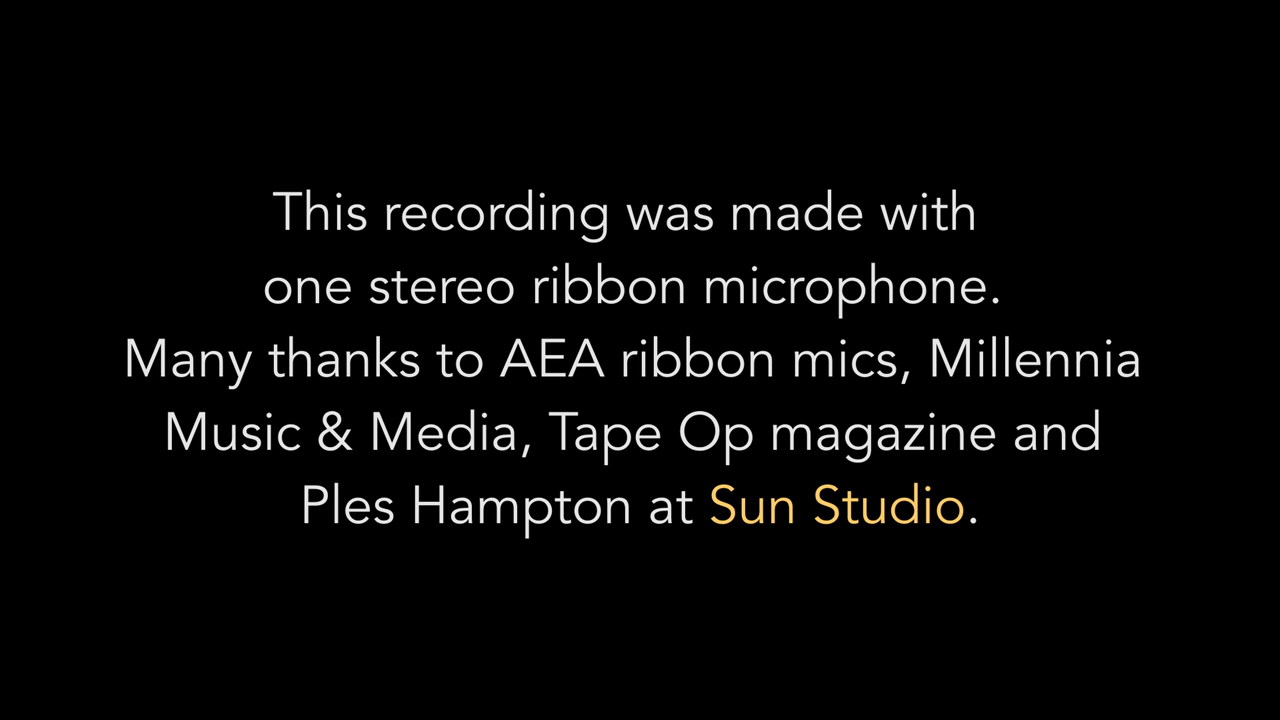 This recording was made with
one stereo ribbon microphone.
Many thanks to AEA ribbon mics, Millennia
Music & Media, Tape Op magazine and
Ples Hampton at Sun Studio.